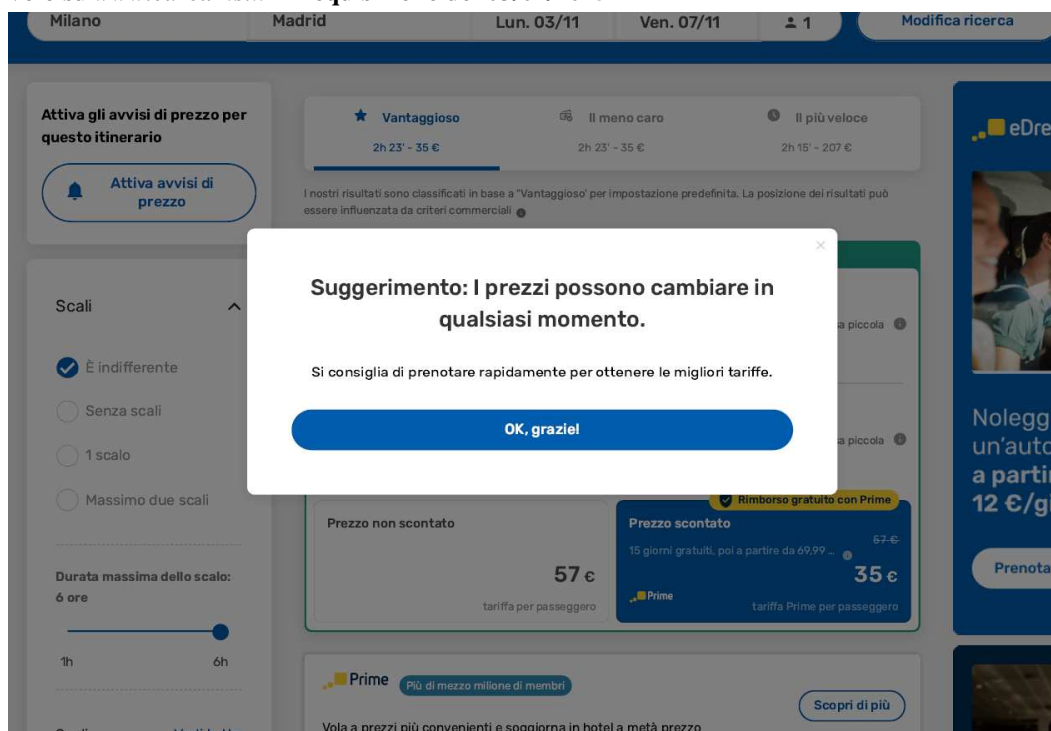 Milano
Madrid
Lun. 03/11
Ven. 07/11
1
Modifica ricerca
Attiva gli avvisi di prezzo per
questo itinerario
Attiva avvisi di
prezzo
Vantaggioso
2h 23' - 35 €
Il meno caro
2h 23' - 35 €
Il più veloce
2h 15' - 207 €
I nostri risultati sono classificati in base a "Vantaggioso' per impostazione predefinita. La posizione dei risultati può
essere influenzata da criteri commerciali
eDre
Scali
È indifferente
Senza scali
1 scalo
Massimo due scali
Durata massima dello scalo:
6 ore
1h
6h
Suggerimento: I prezzi possono cambiare in
qualsiasi momento.
Si consiglia di prenotare rapidamente per ottenere le migliori tariffe.
OK, grazie!
a piccola
a piccola
Rimborso gratuito con Prime
Prezzo non scontato
57 €
tariffa per passeggero
Prezzo scontato
15 giorni gratuiti, poi a partire da 69,99 ...
57 €
35 €
Prime
tariffa Prime per passeggero
Prime
Più di mezzo milione di membri
Scopri di più
Vola a prezzi più convenienti e soggiorna in hotel a metà prezzo
Nolegg
un'auto
a partir
12 €/gi
Prenota